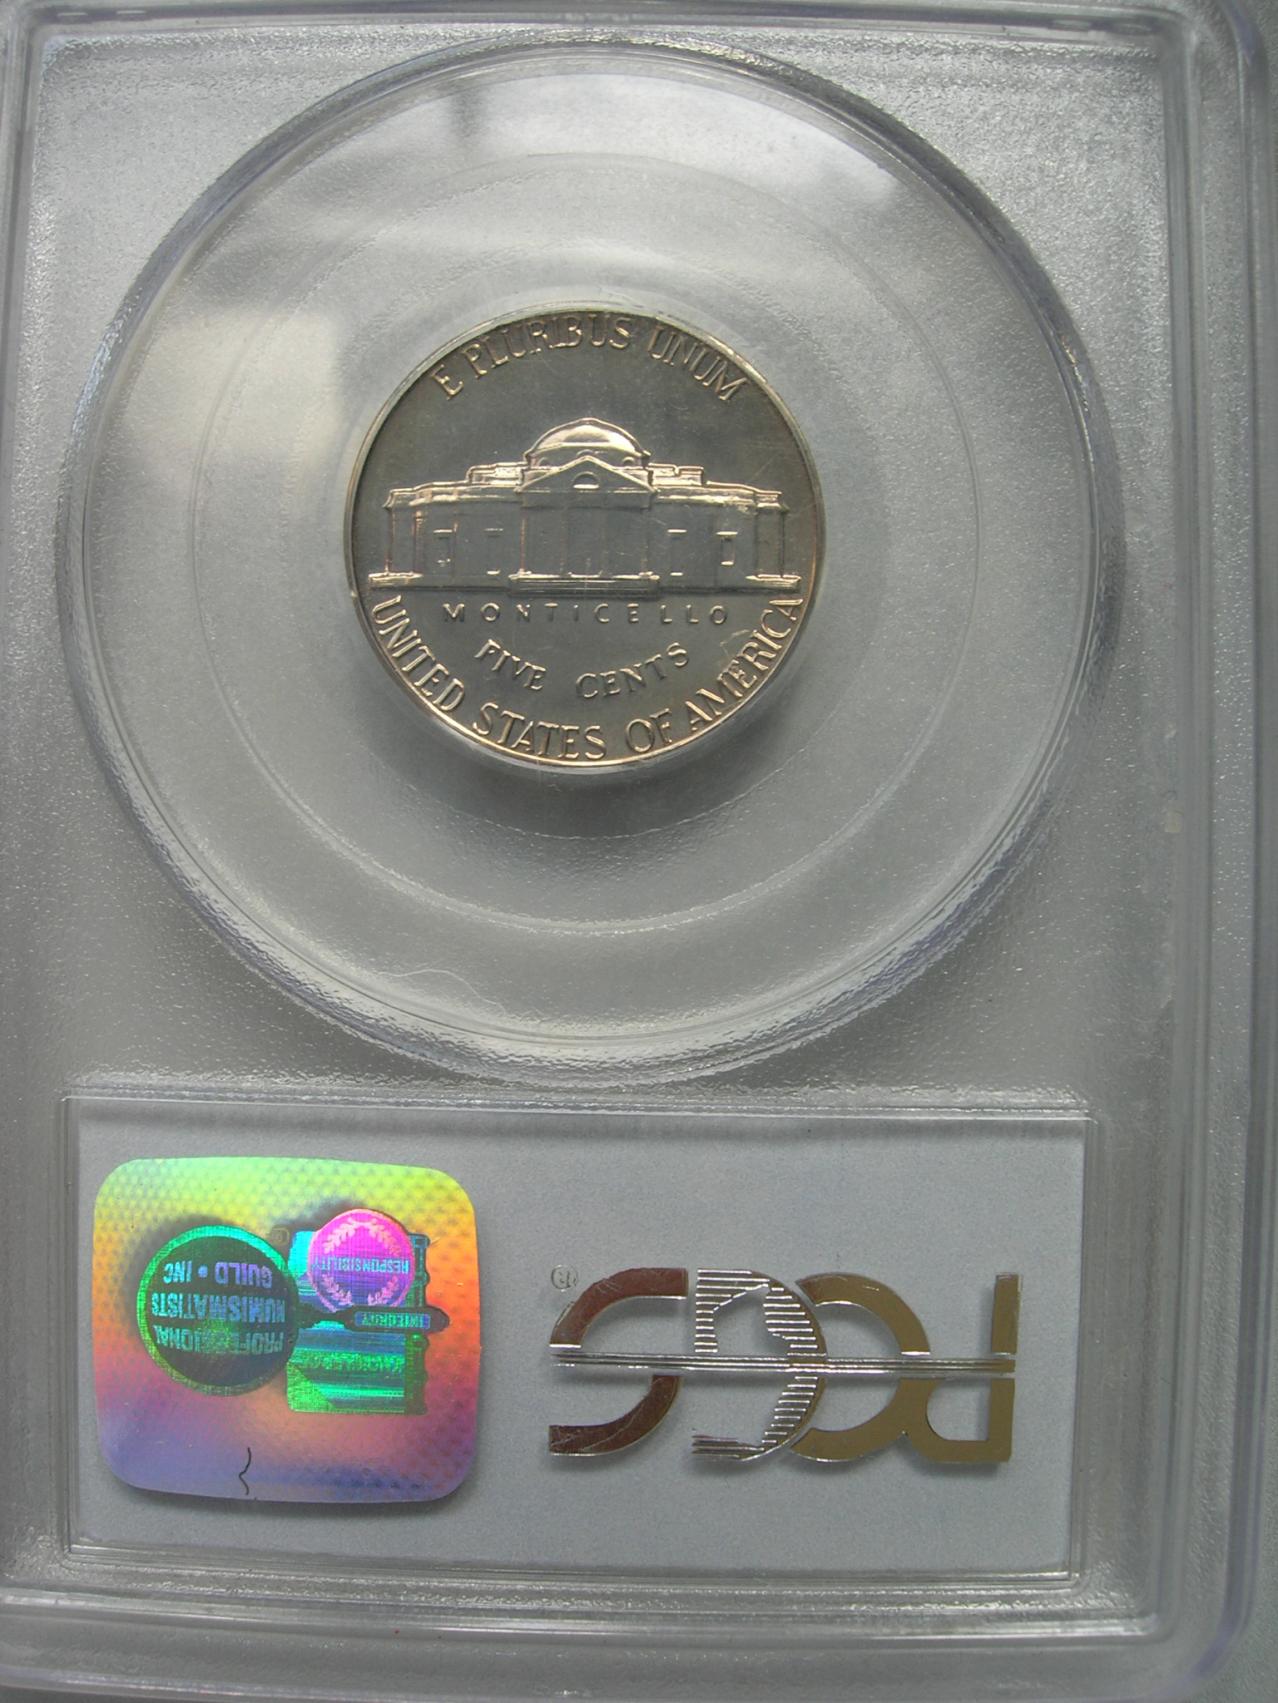 E PLURIBUS UNUM
MONTICELLO
FIVE CENTS
UNITED STATES OF AMERICA
PCGS®
PROFESSIONAL
NUMISMATISTS
GUILD • INC
INTEGRITY
RESPONSIBILITY